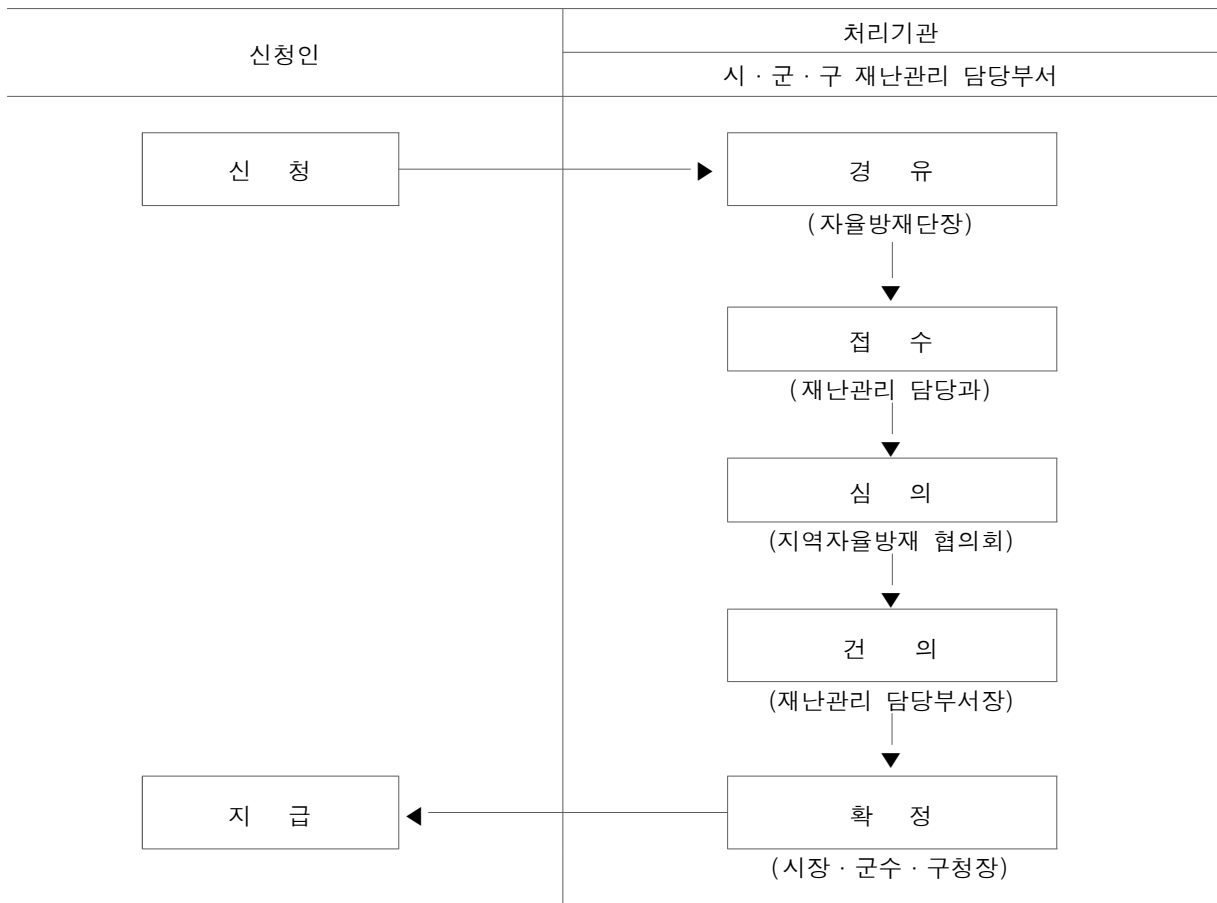 신청인
처리기관
시 · 군 · 구 재난관리 담당부서
신 청
경 유
(자율방재단장)
접 수
(재난관리 담당과)
심 의
(지역자율방재 협의회)
건 의
(재난관리 담당부서장)
지 급
확 정
(시장 · 군수 · 구청장)